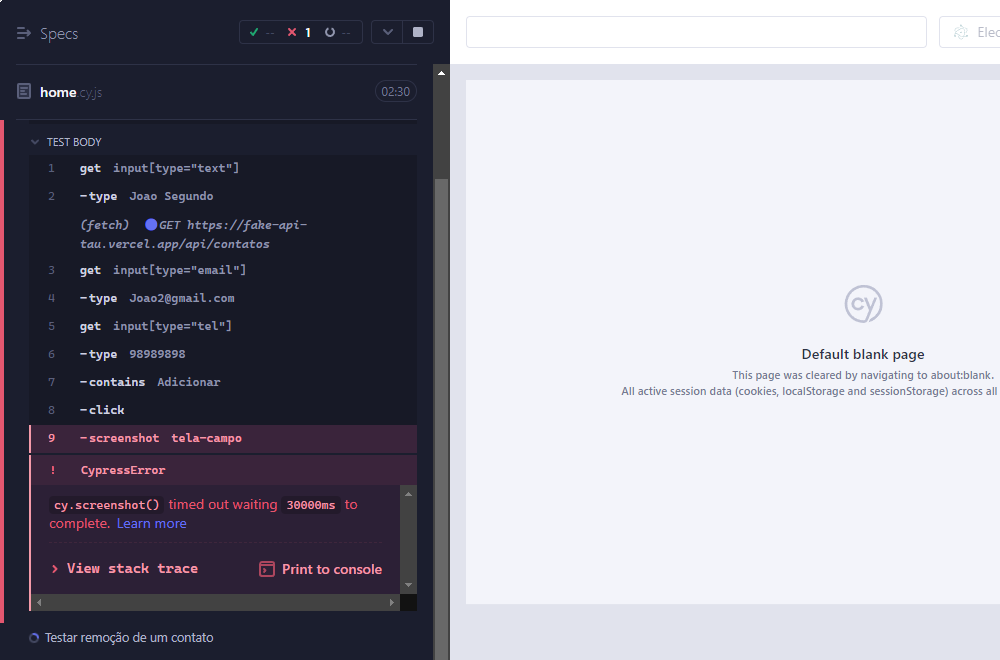 Specs
-- 1 --
home.cy.js
02:30
TEST BODY
1 get input[type="text"]
2 -type Joao Segundo
(fetch) GET https://fake-api-
tau.vercel.app/api/contatos
3 get input[type="email"]
4 -type Joao2@gmail.com
5 get input[type="tel"]
6 -type 98989898
7 -contains Adicionar
8 -click
9 -screenshot tela-campo
! CypressError
cy.screenshot() timed out waiting 30000ms to
complete. Learn more
View stack trace
Print to console
Testar remoção de um contato
cy
Default blank page
This page was cleared by navigating to about:blank.
All active session data (cookies, localStorage and sessionStorage) across all